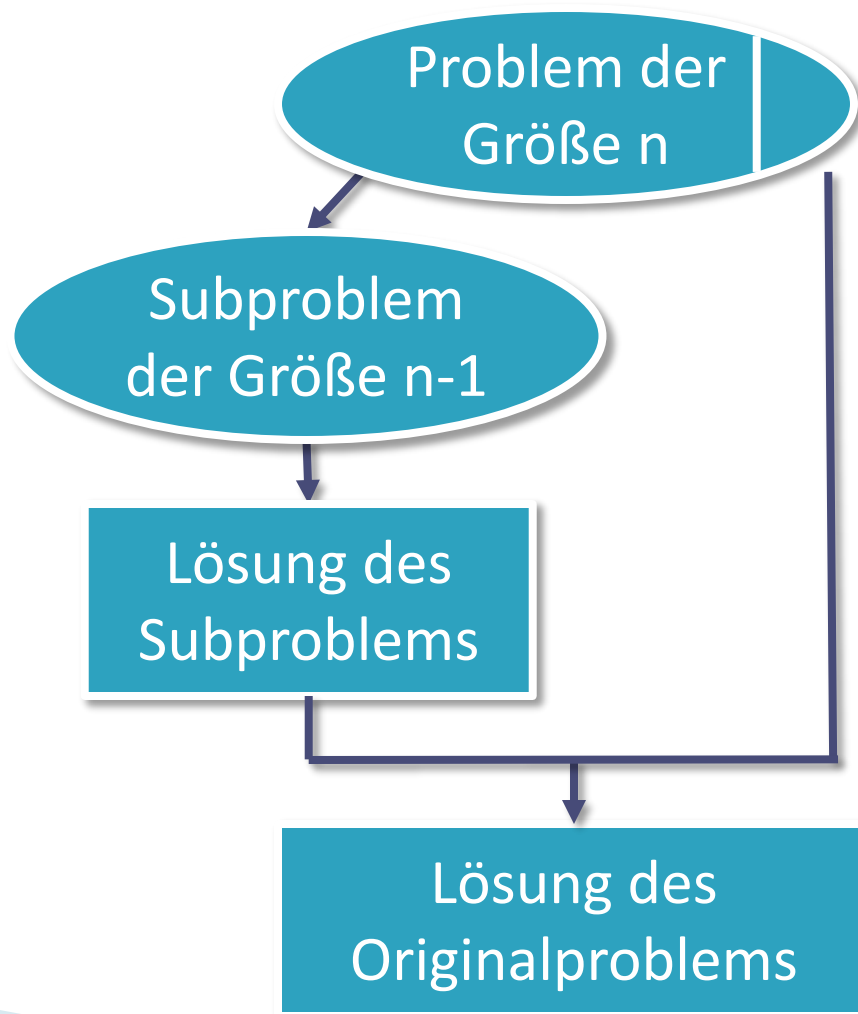 Problem der
Größe n
Subproblem
der Größe n-1
Lösung des
Subproblems
Lösung des
Originalproblems